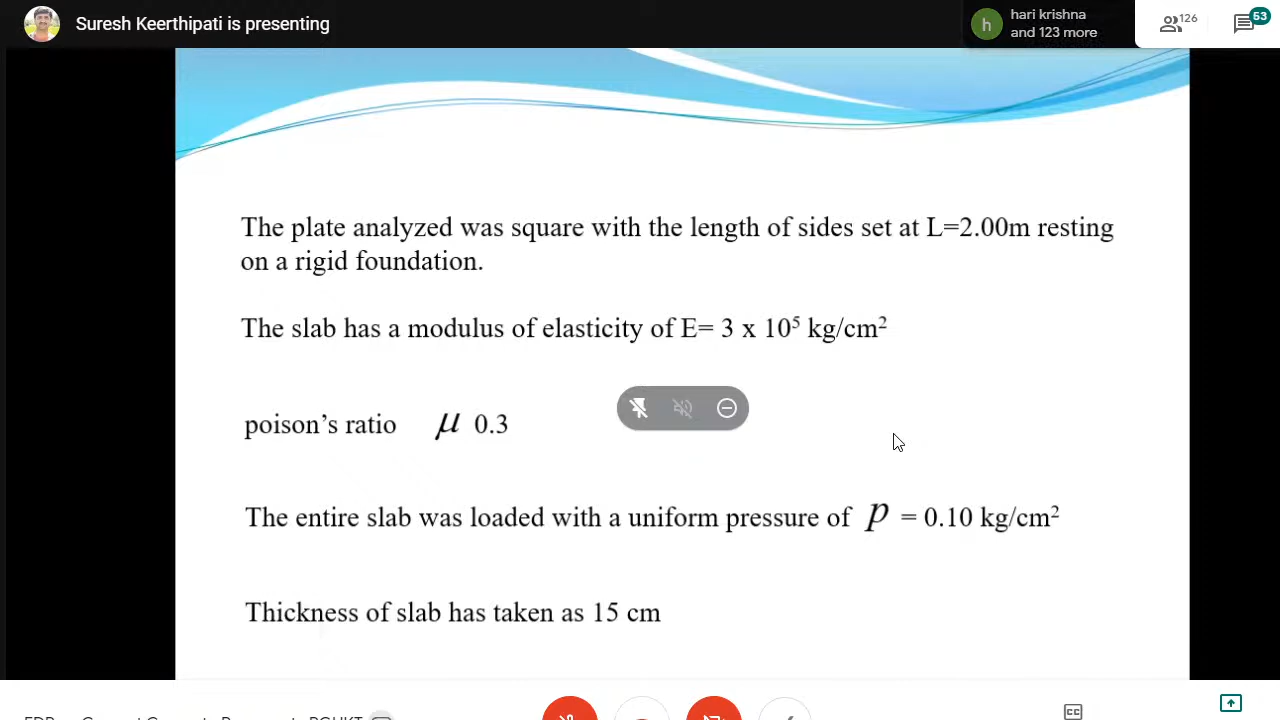 Suresh Keerthipati is presenting
h
hari krishna
and 123 more
126
53
The plate analyzed was square with the length of sides set at L=2.00m resting
on a rigid foundation.
The slab has a modulus of elasticity of E= 3 x 10⁵ kg/cm²
poison’s ratio μ 0.3
The entire slab was loaded with a uniform pressure of p = 0.10 kg/cm²
Thickness of slab has taken as 15 cm
CC